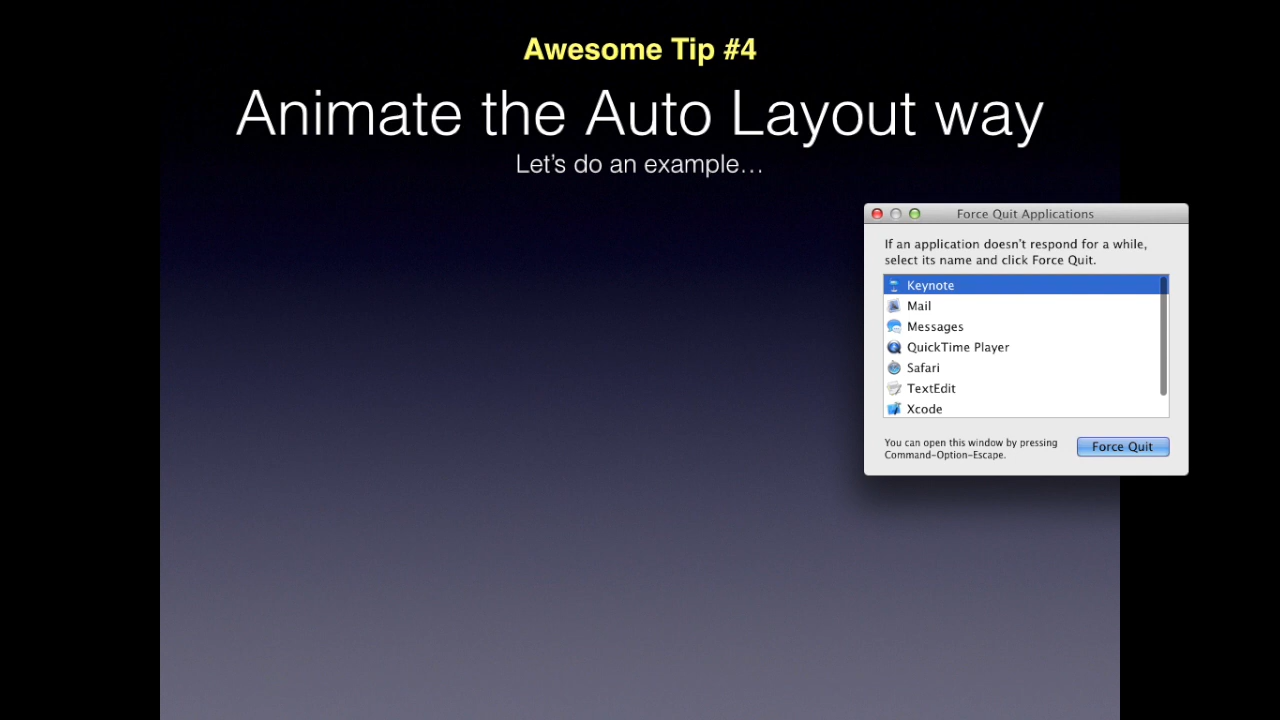 Awesome Tip #4
Animate the Auto Layout way
Let's do an example…
Force Quit Applications
If an application doesn't respond for a while,
select its name and click Force Quit.
Keynote
Mail
Messages
QuickTime Player
Safari
TextEdit
Xcode
You can open this window by pressing
Command-Option-Escape.
Force Quit